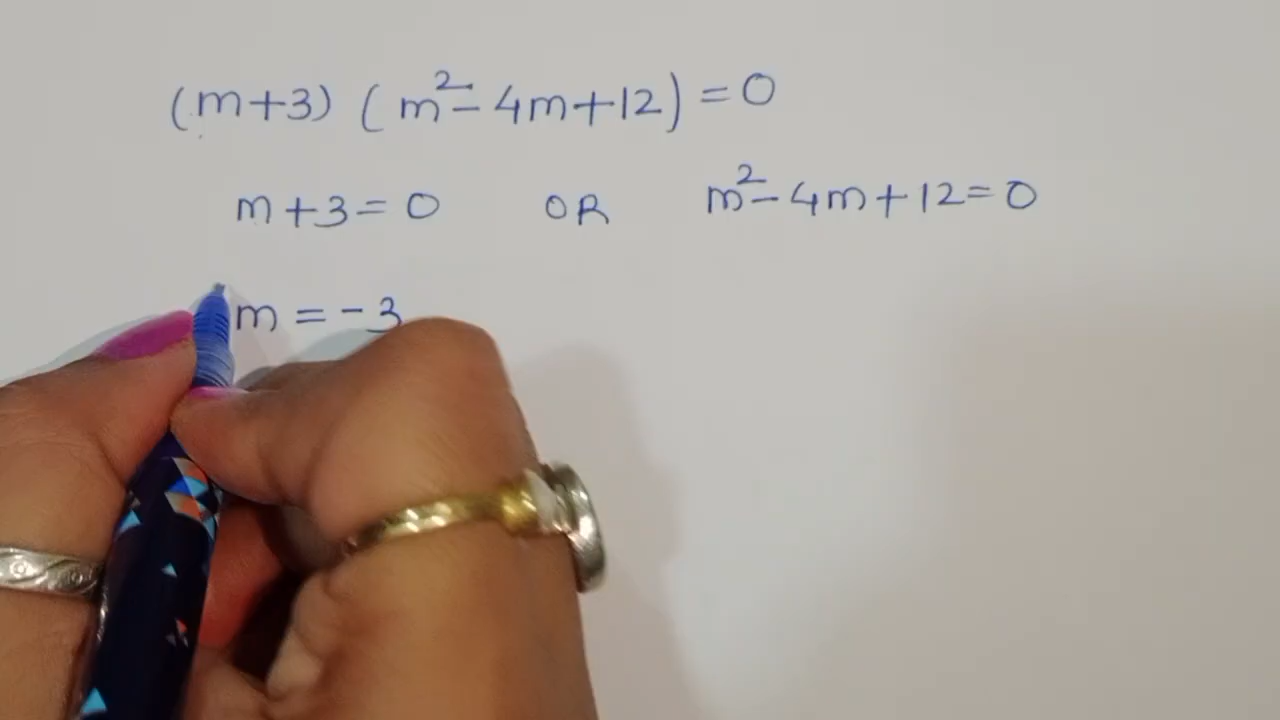 (m+3) (m²-4m+12) = 0
m+3=0 OR m²-4m+12=0
m = -3